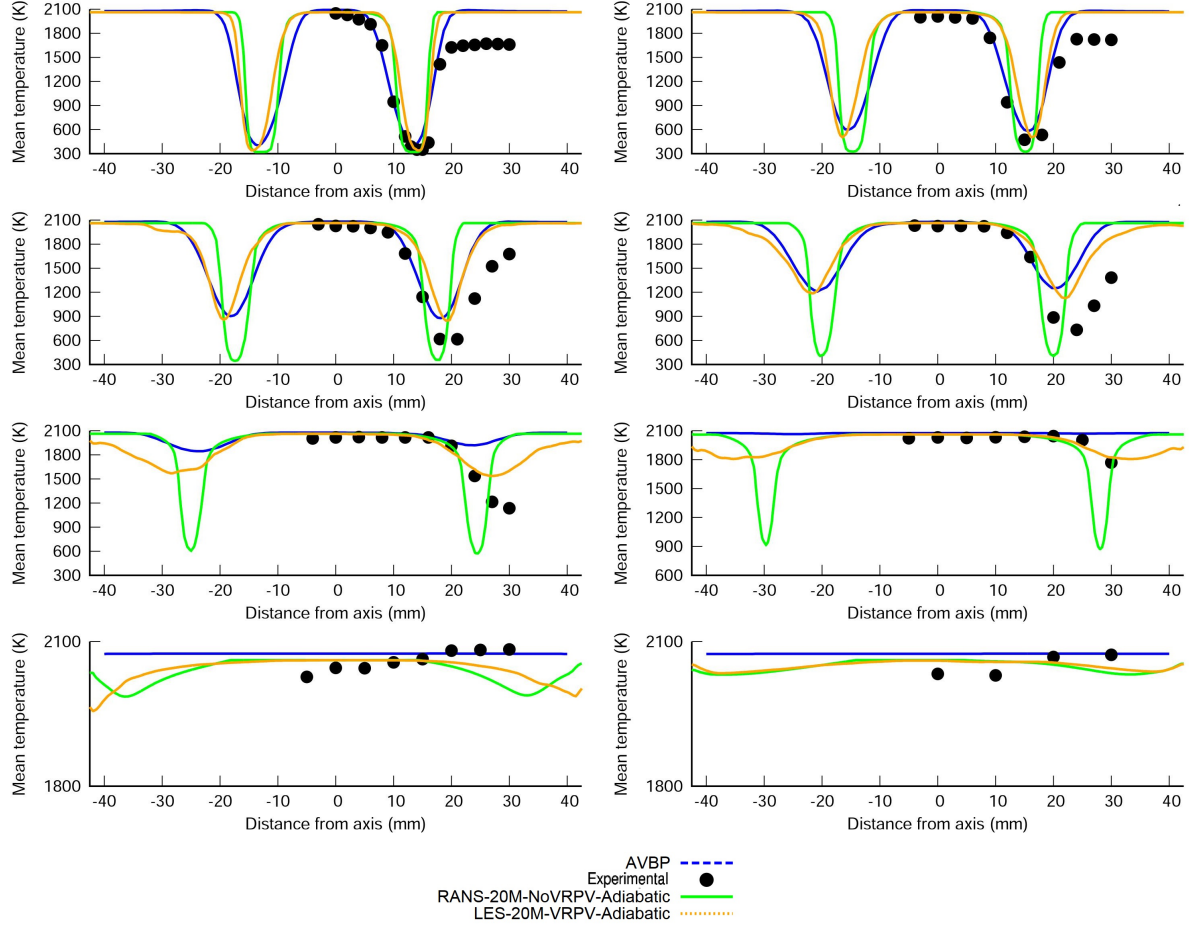 2100
1800
1500
1200
900
600
300
Mean temperature (K)
-40 -30 -20 -10 0 10 20 30 40
Distance from axis (mm)
2100
1800
1500
1200
900
600
300
Mean temperature (K)
-40 -30 -20 -10 0 10 20 30 40
Distance from axis (mm)
2100
1800
1500
1200
900
600
300
Mean temperature (K)
-40 -30 -20 -10 0 10 20 30 40
Distance from axis (mm)
2100
1800
1500
1200
900
600
300
Mean temperature (K)
-40 -30 -20 -10 0 10 20 30 40
Distance from axis (mm)
2100
1800
1500
1200
900
600
300
Mean temperature (K)
-40 -30 -20 -10 0 10 20 30 40
Distance from axis (mm)
2100
1800
1500
1200
900
600
Mean temperature (K)
-40 -30 -20 -10 0 10 20 30 40
Distance from axis (mm)
2100
1800
Mean temperature (K)
-40 -30 -20 -10 0 10 20 30 40
Distance from axis (mm)
2100
1800
Mean temperature (K)
-40 -30 -20 -10 0 10 20 30 40
Distance from axis (mm)
AVBP
Experimental
RANS-20M-NoVRPV-Adiabatic
LES-20M-VRPV-Adiabatic